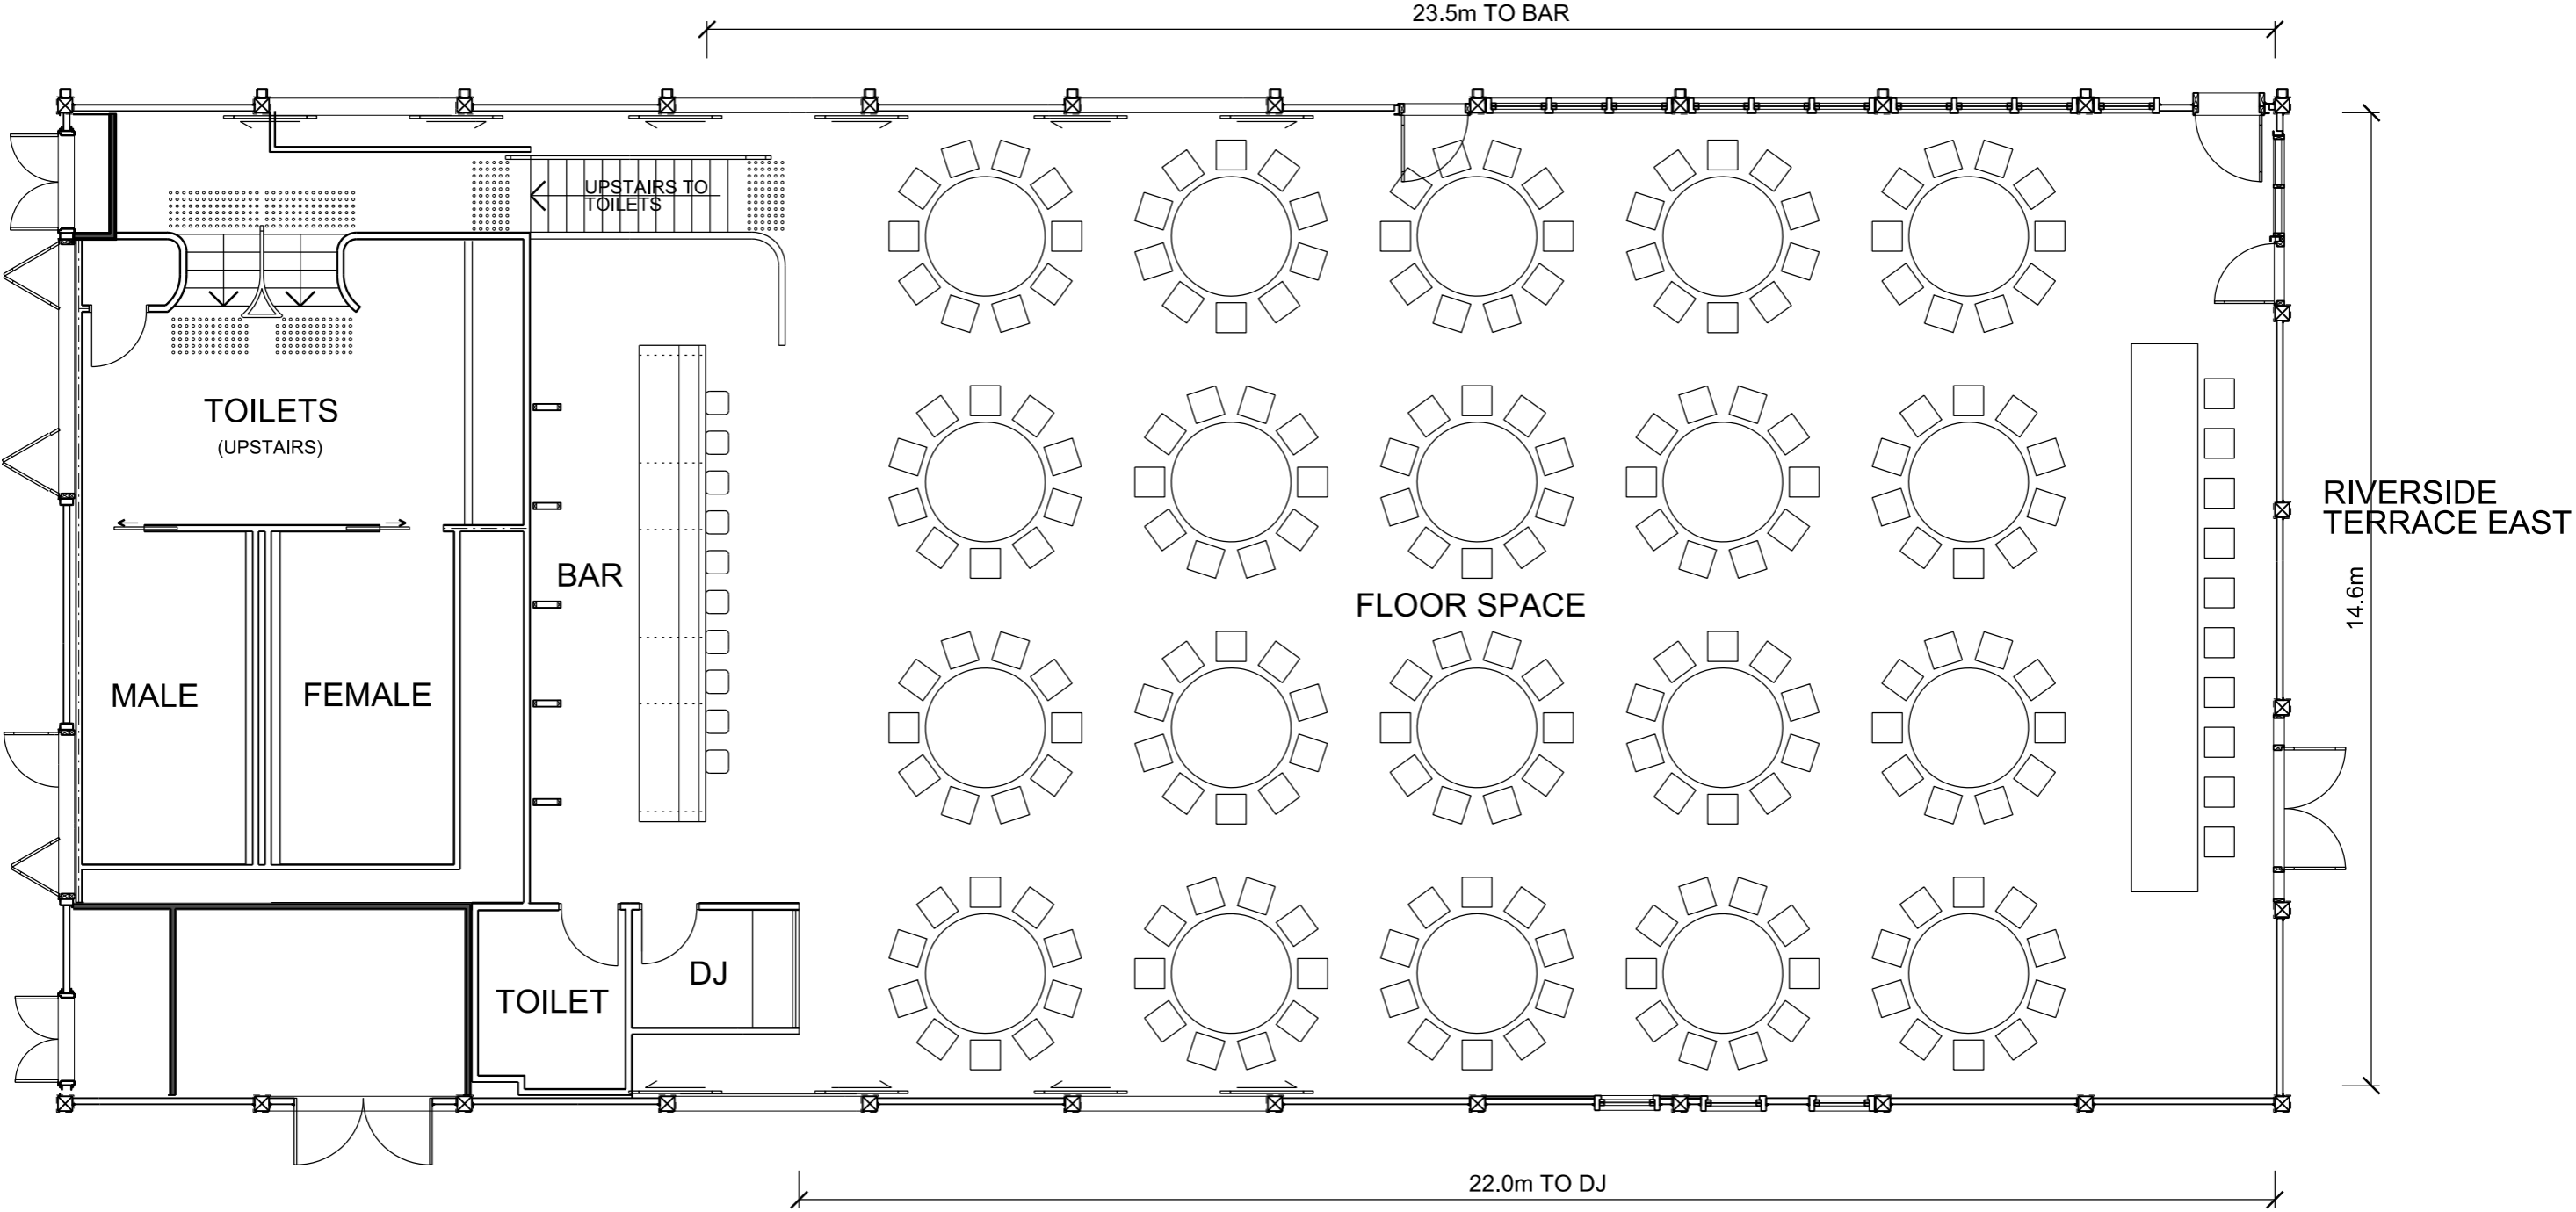 23.5m TO BAR
UPSTAIRS TO
TOILETS
TOILETS
(UPSTAIRS)
RIVERSIDE
TERRACE EAST
BAR
FLOOR SPACE
14.6m
MALE
FEMALE
DJ
TOILET
22.0m TO DJ